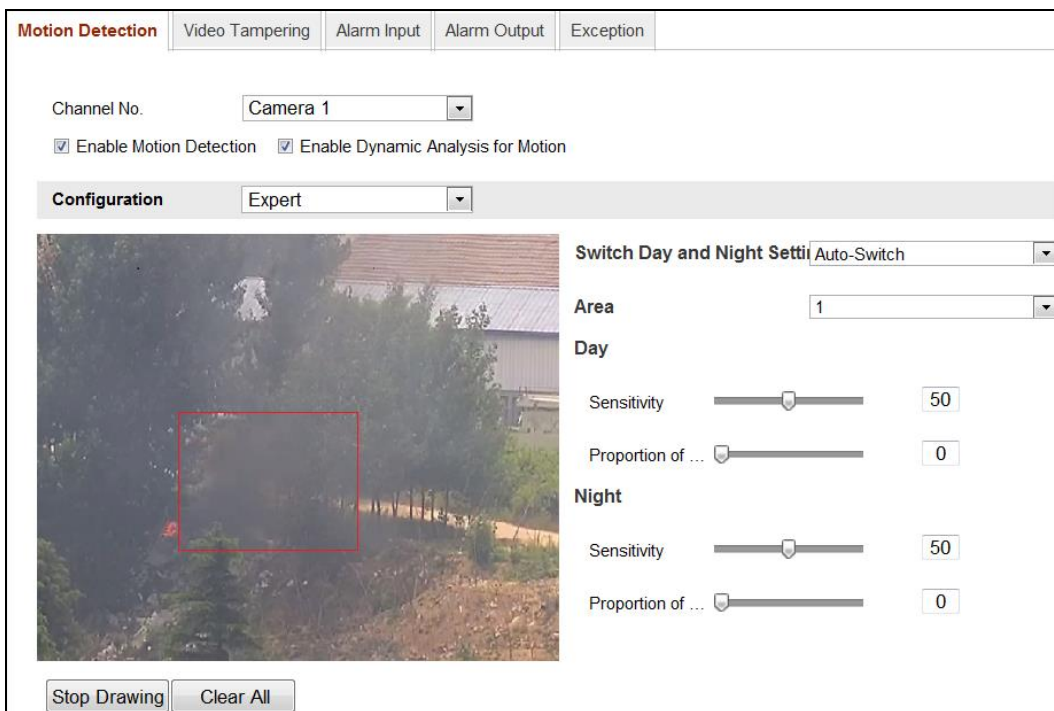 Motion Detection Video Tampering Alarm Input Alarm Output Exception
Channel No. Camera 1
Enable Motion Detection Enable Dynamic Analysis for Motion
Configuration Expert
Switch Day and Night Setti Auto-Switch
Area 1
Day
Sensitivity 50
Proportion of ... 0
Night
Sensitivity 50
Proportion of ... 0
Stop Drawing Clear All